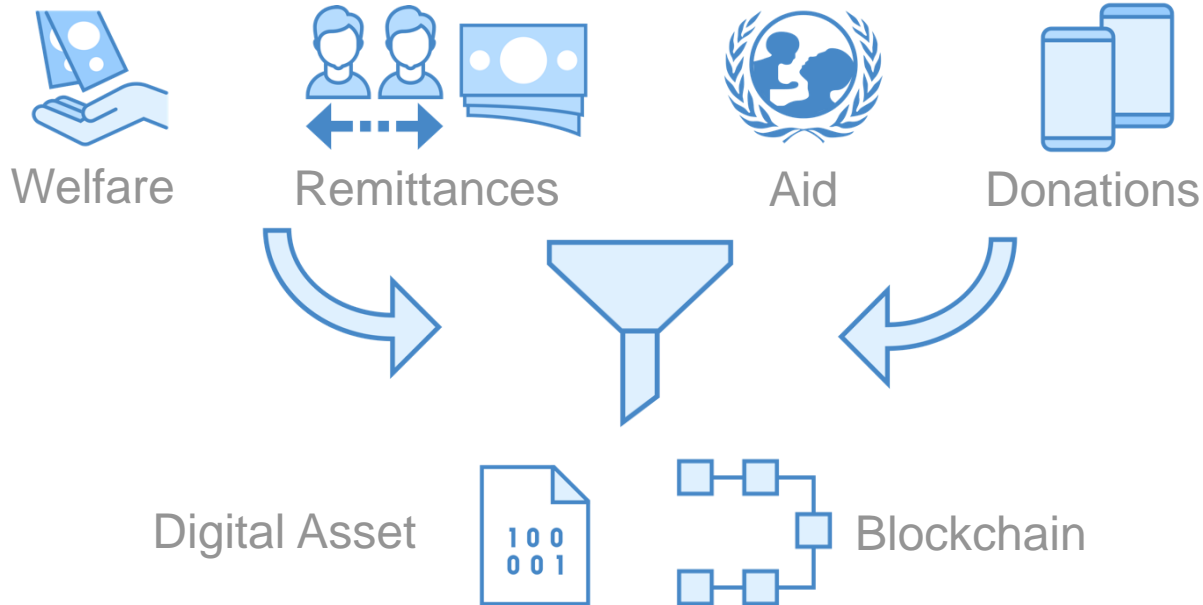 Welfare
Remittances
Aid
Donations
Digital Asset
100
001
Blockchain